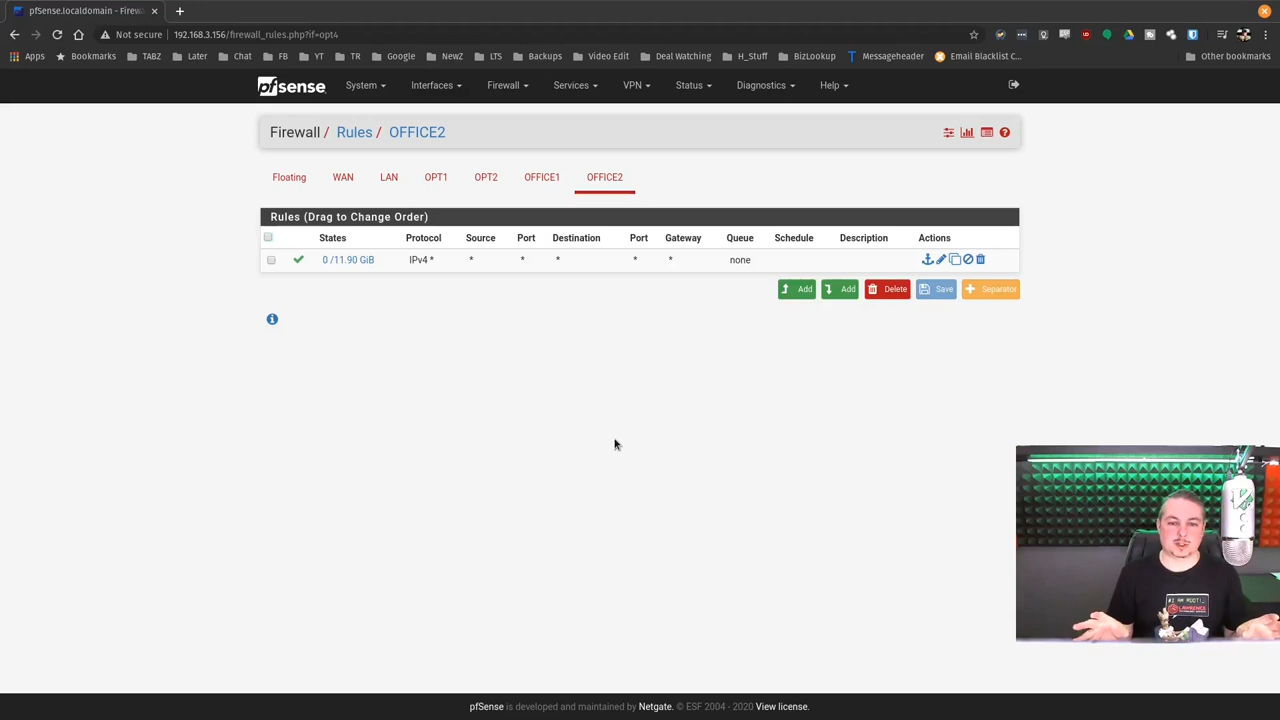 pfSense.localdomain - Firew
Not secure 192.168.3.156/firewall_rules.php?if=opt4
Apps Bookmarks TABZ Later Chat FB YT TR Google NewZ LTS Backups Video Edit Deal Watching H_Stuff BizLookup Messageheader Email Blacklist C... Other bookmarks
pfsense System Interfaces Firewall Services VPN Status Diagnostics Help
Firewall / Rules / OFFICE2
Floating WAN LAN OPT1 OPT2 OFFICE1 OFFICE2
Rules (Drag to Change Order)
States Protocol Source Port Destination Port Gateway Queue Schedule Description Actions
0 /11.90 GiB IPv4 * * * * * * none
Add Add Delete Save Separator
# I AM ROOT
LAWRENCE
pfSense is developed and maintained by Netgate. © ESF 2004 - 2020 View license.